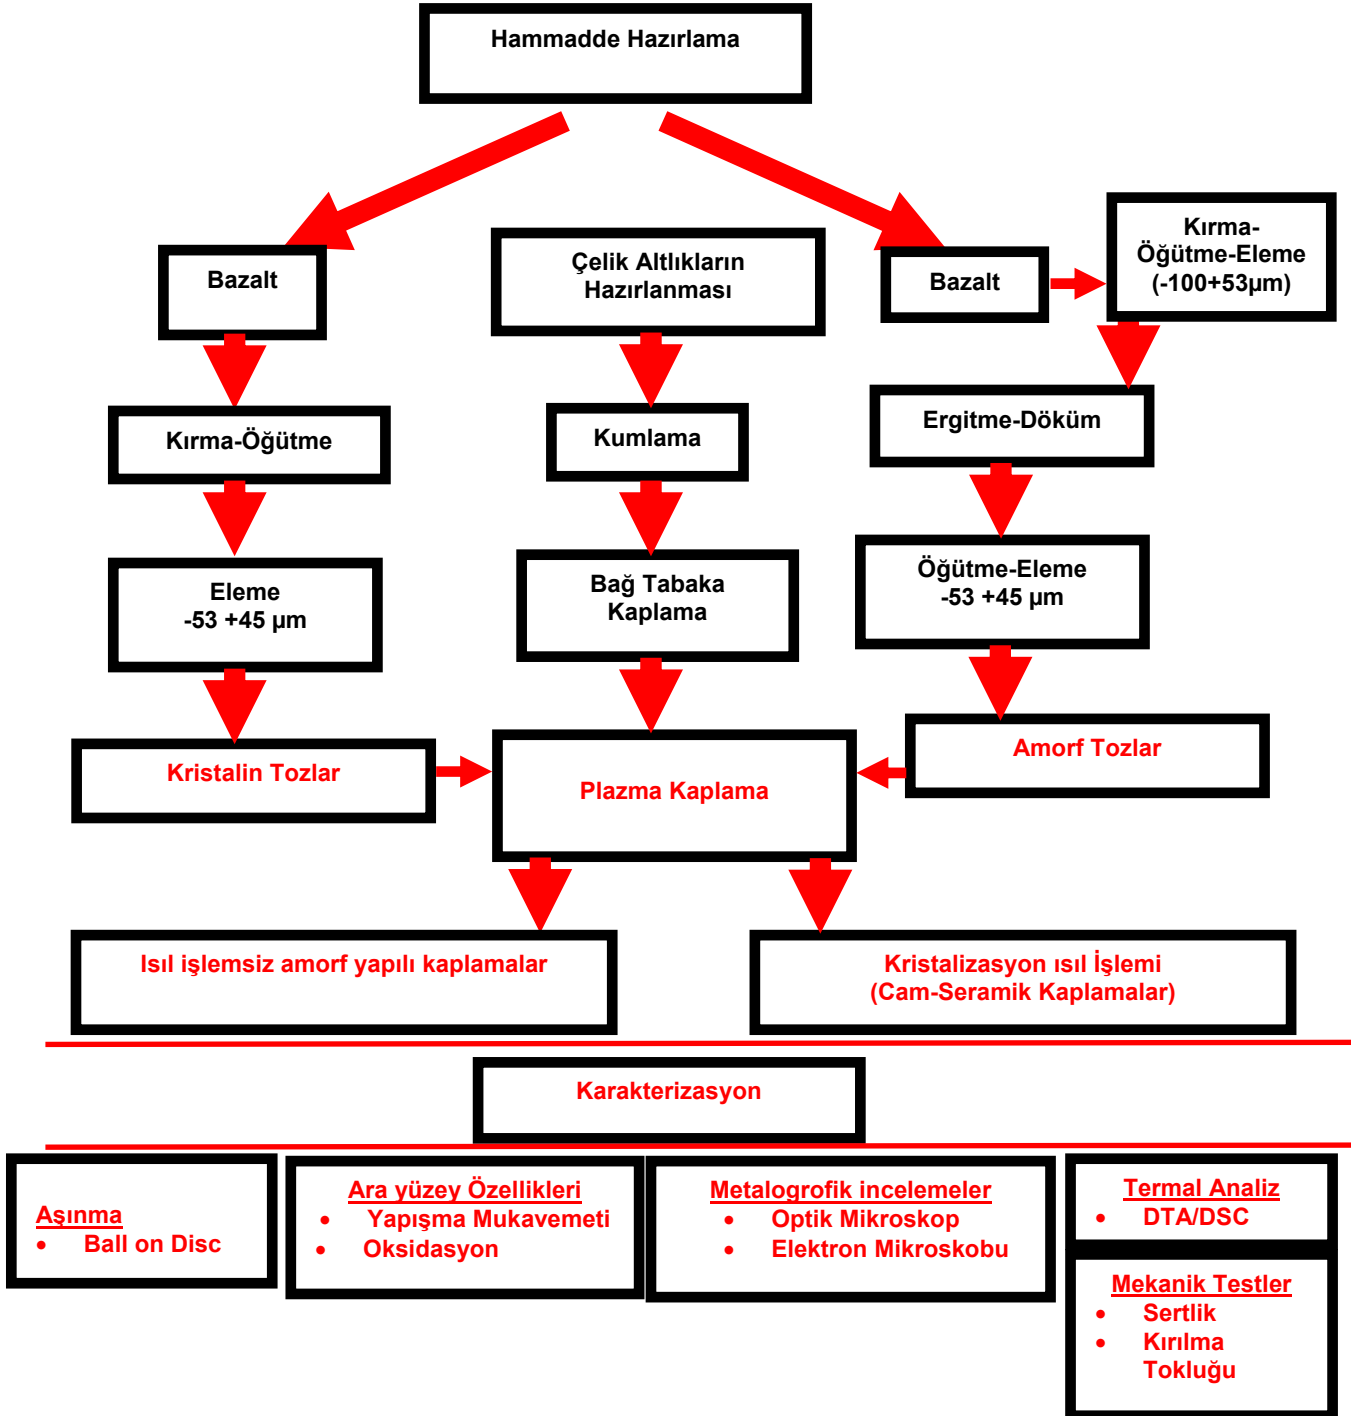 Hammadde Hazırlama
Bazalt
Çelik Altlıkların
Hazırlanması
Bazalt
Kırma-
Öğütme-Eleme
(-100+53µm)
Kırma-Öğütme
Kumlama
Ergitme-Döküm
Eleme
-53 +45 µm
Bağ Tabaka
Kaplama
Öğütme-Eleme
-53 +45 µm
Kristalin Tozlar
Plazma Kaplama
Amorf Tozlar
Isıl işlemsiz amorf yapılı kaplamalar
Kristalizasyon ısıl İşlemi
(Cam-Seramik Kaplamalar)
Karakterizasyon
Aşınma
• Ball on Disc
Ara yüzey Özellikleri
• Yapışma Mukavemeti
• Oksidasyon
Metalogrofik incelemeler
• Optik Mikroskop
• Elektron Mikroskobu
Termal Analiz
• DTA/DSC
Mekanik Testler
• Sertlik
• Kırılma
Tokluğu